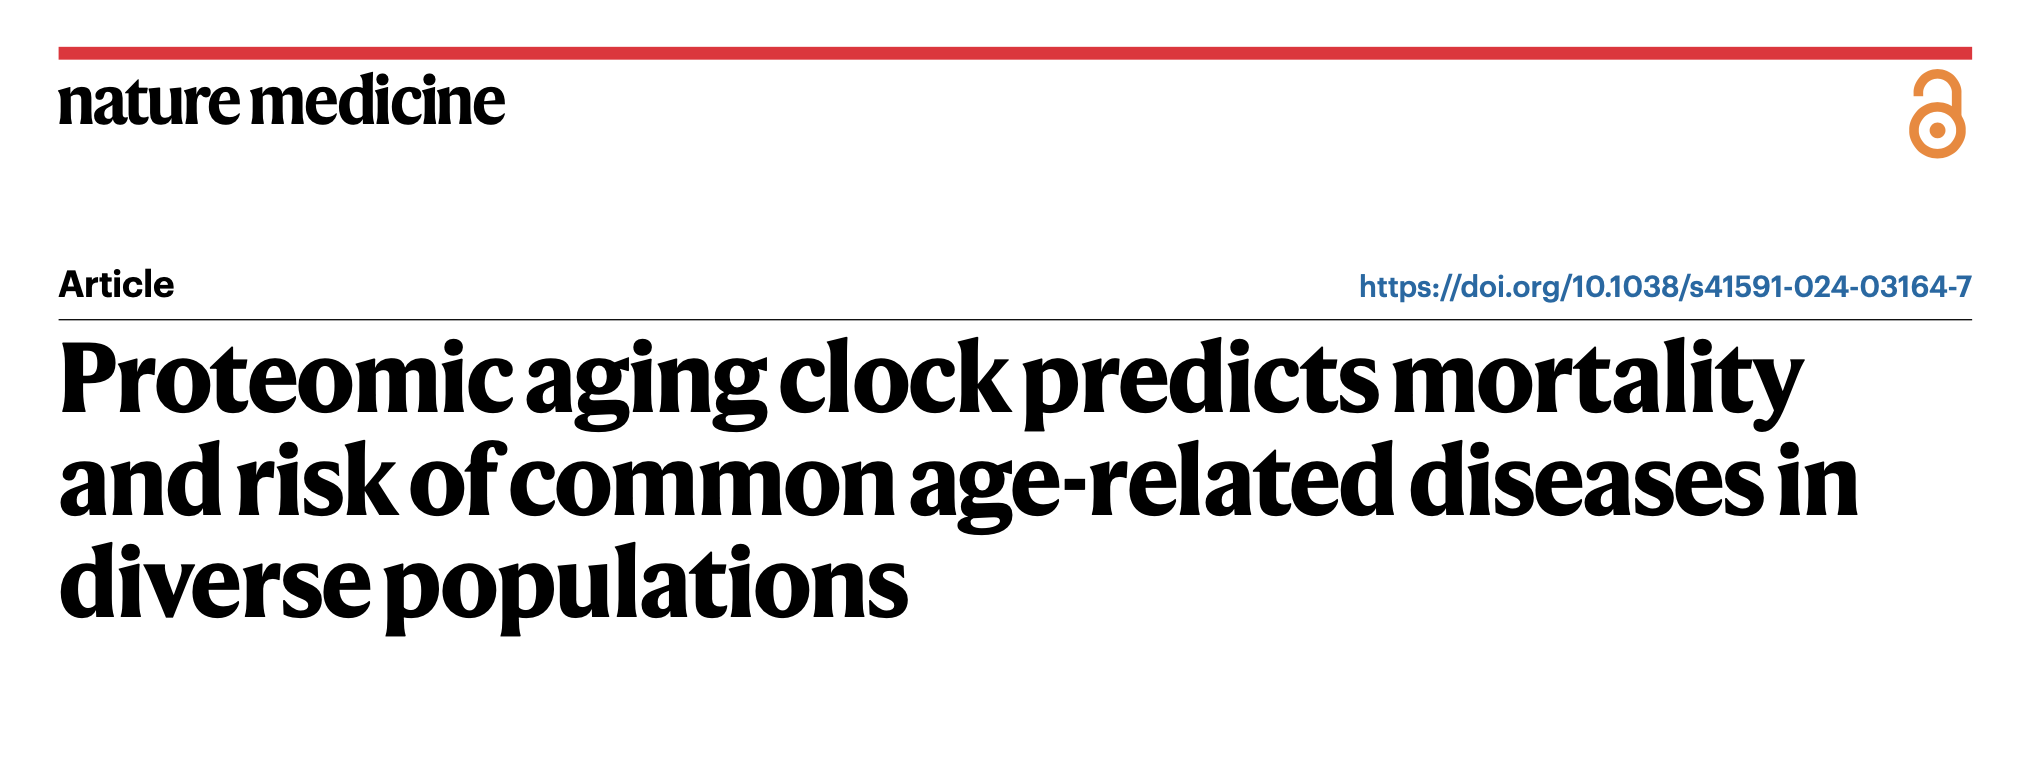 nature medicine
Article
https://doi.org/10.1038/s41591-024-03164-7
Proteomic aging clock predicts mortality
and risk of common age-related diseases in
diverse populations